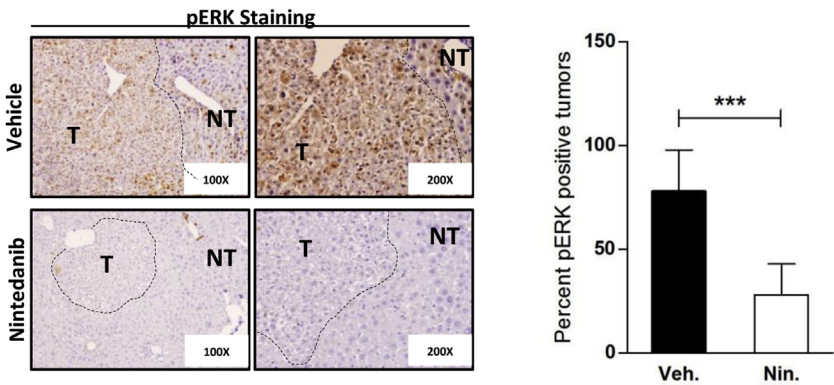 pERK Staining
Vehicle
T
NT
100X
T
NT
200X
Nintedanib
T
NT
100X
T
NT
200X
Percent pERK positive tumors
150
100
50
0
***
Veh.
Nin.